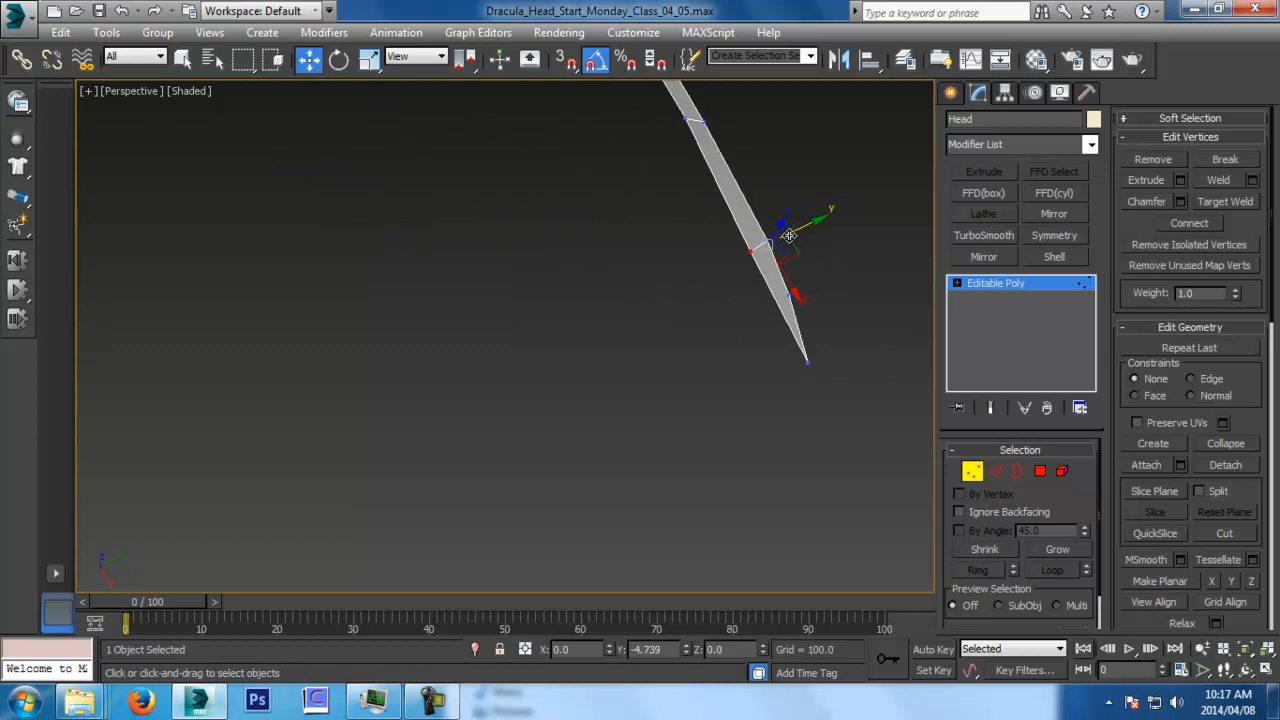 Workspace: Default
Dracula_Head_Start_Monday_Class_04_05.max
Type a keyword or phrase
Edit Tools Group Views Create Modifiers Animation Graph Editors Rendering Customize MAXScript Help
All
View
3
Create Selection Se
[+] [Perspective] [Shaded]
y
x
Head
Modifier List
Extrude FFD Select
FFD(box) FFD(cyl)
Lathe Mirror
TurboSmooth Symmetry
Mirror Shell
Editable Poly
Selection
By Vertex
Ignore Backfacing
By Angle: 45.0
Shrink Grow
Ring Loop
Preview Selection
Off SubObj Multi
Soft Selection
Edit Vertices
Remove Break
Extrude Weld
Chamfer Target Weld
Connect
Remove Isolated Vertices
Remove Unused Map Verts
Weight: 1.0
Edit Geometry
Repeat Last
Constraints
None Edge
Face Normal
Preserve UVs
Create Collapse
Attach Detach
Slice Plane Split
Slice Reset Plane
QuickSlice Cut
MSmooth Tessellate
Make Planar X Y Z
View Align Grid Align
Relax
0 / 100
0 10 20 30 40 50 60 70 80 90 100
1 Object Selected X: 0.0 Y: -4.739 Z: 0.0 Grid = 100.0 Auto Key Selected
Welcome to M Click or click-and-drag to select objects Add Time Tag Set Key Key Filters... 0
Ps
10:17 AM
2014/04/08